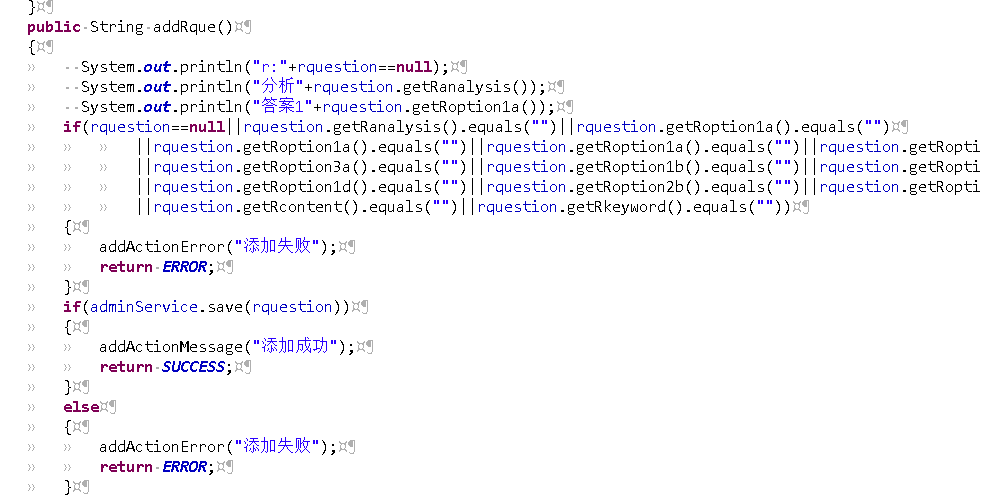 }
public String addRque()
{
--System.out.println("r:"+rquestion==null);
--System.out.println("分析"+rquestion.getRanalysis());
--System.out.println("答案1"+rquestion.getRoption1a());
if(rquestion==null||rquestion.getRanalysis().equals("")||rquestion.getRoption1a().equals("")
||rquestion.getRoption1a().equals("")||rquestion.getRoption1a().equals("")||rquestion.getRopti
||rquestion.getRoption3a().equals("")||rquestion.getRoption1b().equals("")||rquestion.getRopti
||rquestion.getRoption1d().equals("")||rquestion.getRoption2b().equals("")||rquestion.getRopti
||rquestion.getRcontent().equals("")||rquestion.getRkeyword().equals(""))
{
addActionError("添加失败");
return ERROR;
}
if(adminService.save(rquestion))
{
addActionMessage("添加成功");
return SUCCESS;
}
else
{
addActionError("添加失败");
return ERROR;
}